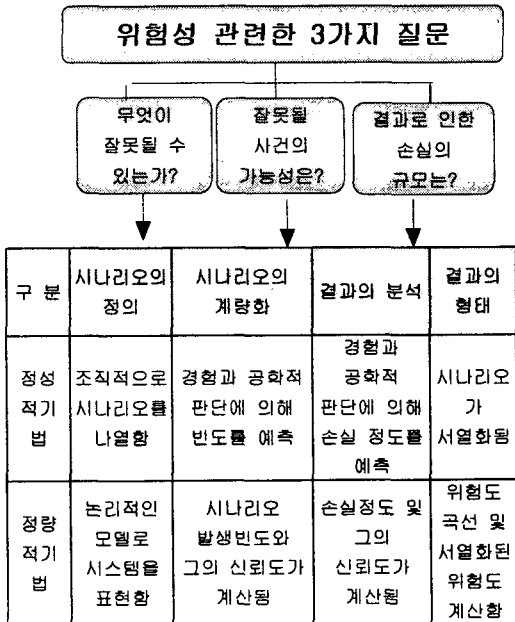 위험성 관련한 3가지 질문
무엇이
잘못될 수
있는가?
잘못될
사건의
가능성은?
결과로 인한
손실의
규모는?
구 분
시나리오의
정의
시나리오의
계량화
결과의 분석
결과의
형태
정성
적기
법
조직적으로
시나리오를
나열함
경험과 공학적
판단에 의해
빈도를 예측
경험과
공학적
판단에 의해
손실 정도를
예측
시나리오
가
서열화됨
정량
적기
법
논리적인
모델로
시스템을
표현함
시나리오
발생빈도와
그의 신뢰도가
계산됨
손실정도 및
그의
신뢰도가
계산됨
위험도
곡선 및
서열화된
위험도
계산함